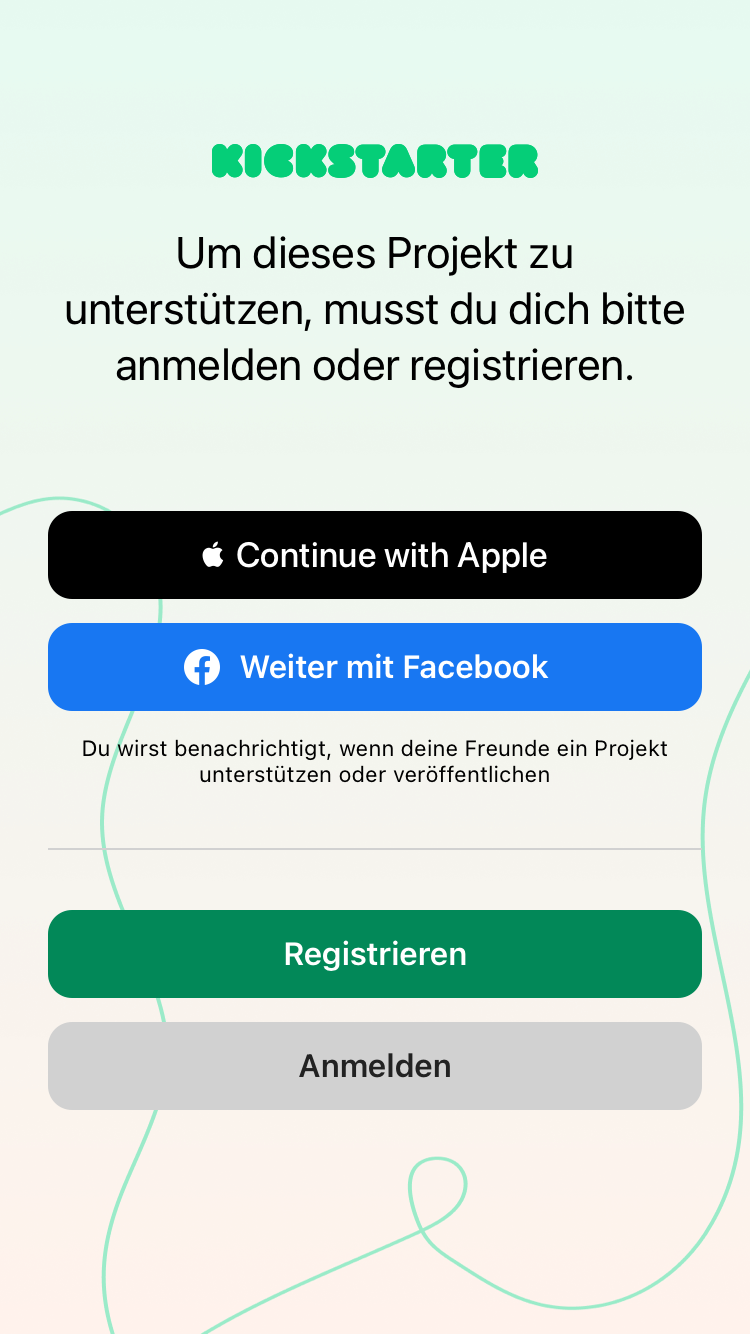 KICKSTARTER
Um dieses Projekt zu
unterstützen, musst du dich bitte
anmelden oder registrieren.
Continue with Apple
Weiter mit Facebook
Du wirst benachrichtigt, wenn deine Freunde ein Projekt
unterstützen oder veröffentlichen
Registrieren
Anmelden